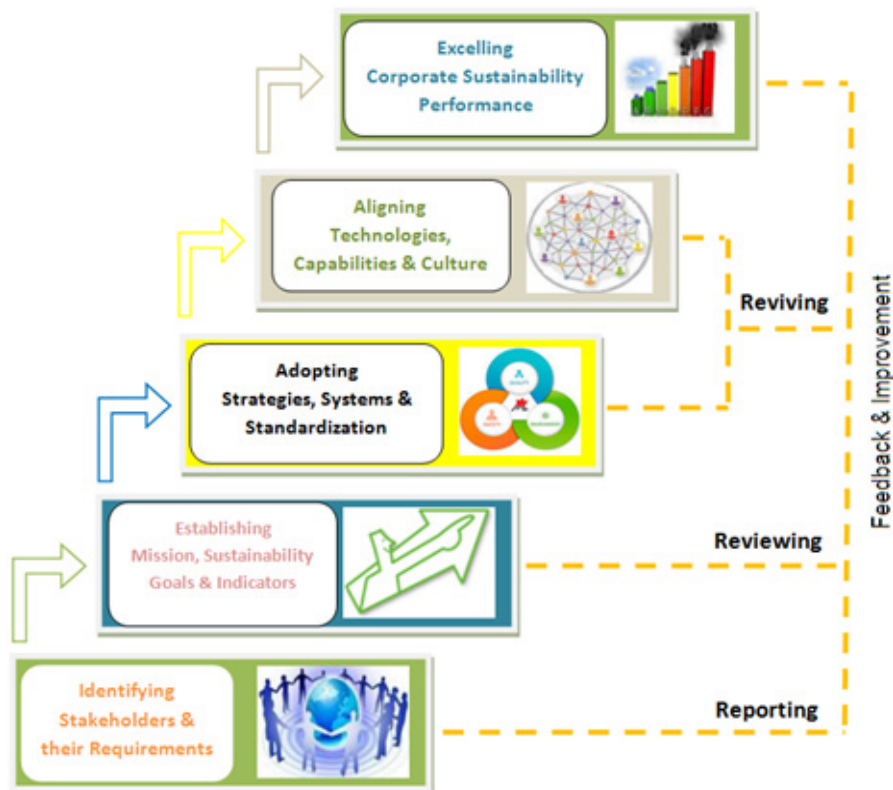 Excelling
Corporate Sustainability
Performance
Aligning
Technologies,
Capabilities & Culture
Reviving
Adopting
Strategies, Systems &
Standardization
Feedback & Improvement
Establishing
Mission, Sustainability
Goals & Indicators
Reviewing
Identifying
Stakeholders &
their Requirements
Reporting